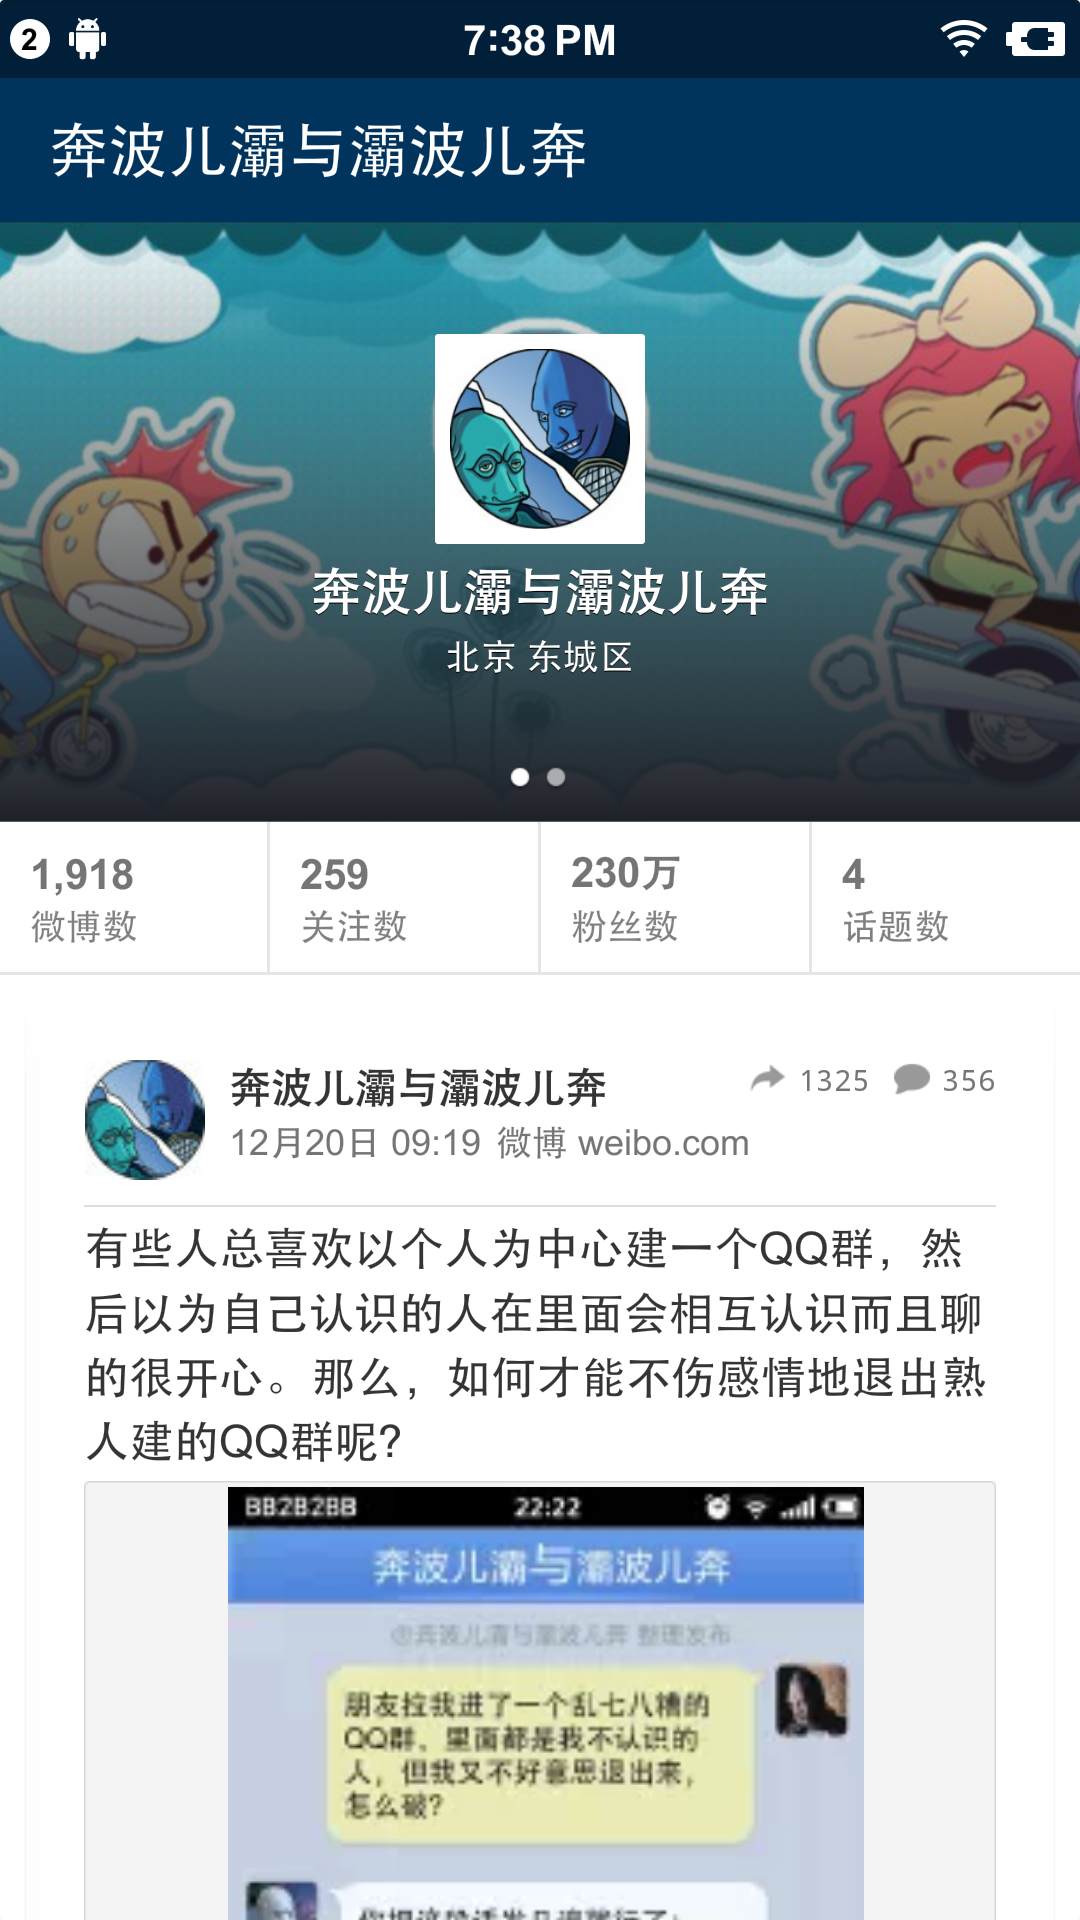 2
7:38 PM
奔波儿灞与灞波儿奔
奔波儿灞与灞波儿奔
北京 东城区
1,918
微博数
259
关注数
230万
粉丝数
4
话题数
奔波儿灞与灞波儿奔
1325
356
12月20日 09:19 微博 weibo.com
有些人总喜欢以个人为中心建一个QQ群，然
后以为自己认识的人在里面会相互认识而且聊
的很开心。那么，如何才能不伤感情地退出熟
人建的QQ群呢?
BB2B2BB
22:22
奔波儿灞与灞波儿奔
@奔波儿灞与灞波儿奔 整理发布
朋友拉我进了一个乱七八糟的
QQ群，里面都是我不认识的
人，但我又不好意思退出来，
怎么破?